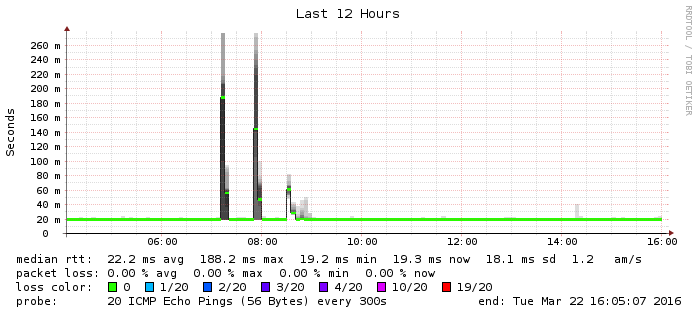 Last 12 Hours
RRDTOOL / TOBI OETIKER
Seconds
260 m
240 m
220 m
200 m
180 m
160 m
140 m
120 m
100 m
80 m
60 m
40 m
20 m
0
06:00 08:00 10:00 12:00 14:00 16:00
median rtt: 22.2 ms avg 188.2 ms max 19.2 ms min 19.3 ms now 18.1 ms sd 1.2 am/s
packet loss: 0.00 % avg 0.00 % max 0.00 % min 0.00 % now
loss color: 0 1/20 2/20 3/20 4/20 10/20 19/20
probe: 20 ICMP Echo Pings (56 Bytes) every 300s end: Tue Mar 22 16:05:07 2016